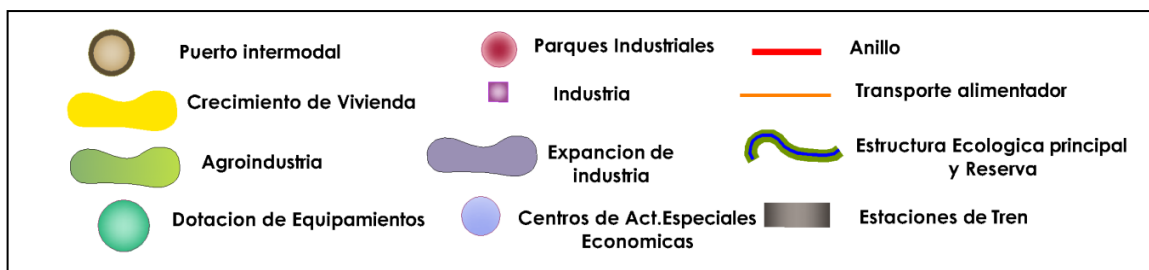 Puerto intermodal
Parques Industriales
Anillo
Crecimiento de Vivienda
Industria
Transporte alimentador
Agroindustria
Expancion de
industria
Estructura Ecologica principal
y Reserva
Dotacion de Equipamientos
Centros de Act.Especiales
Economicas
Estaciones de Tren